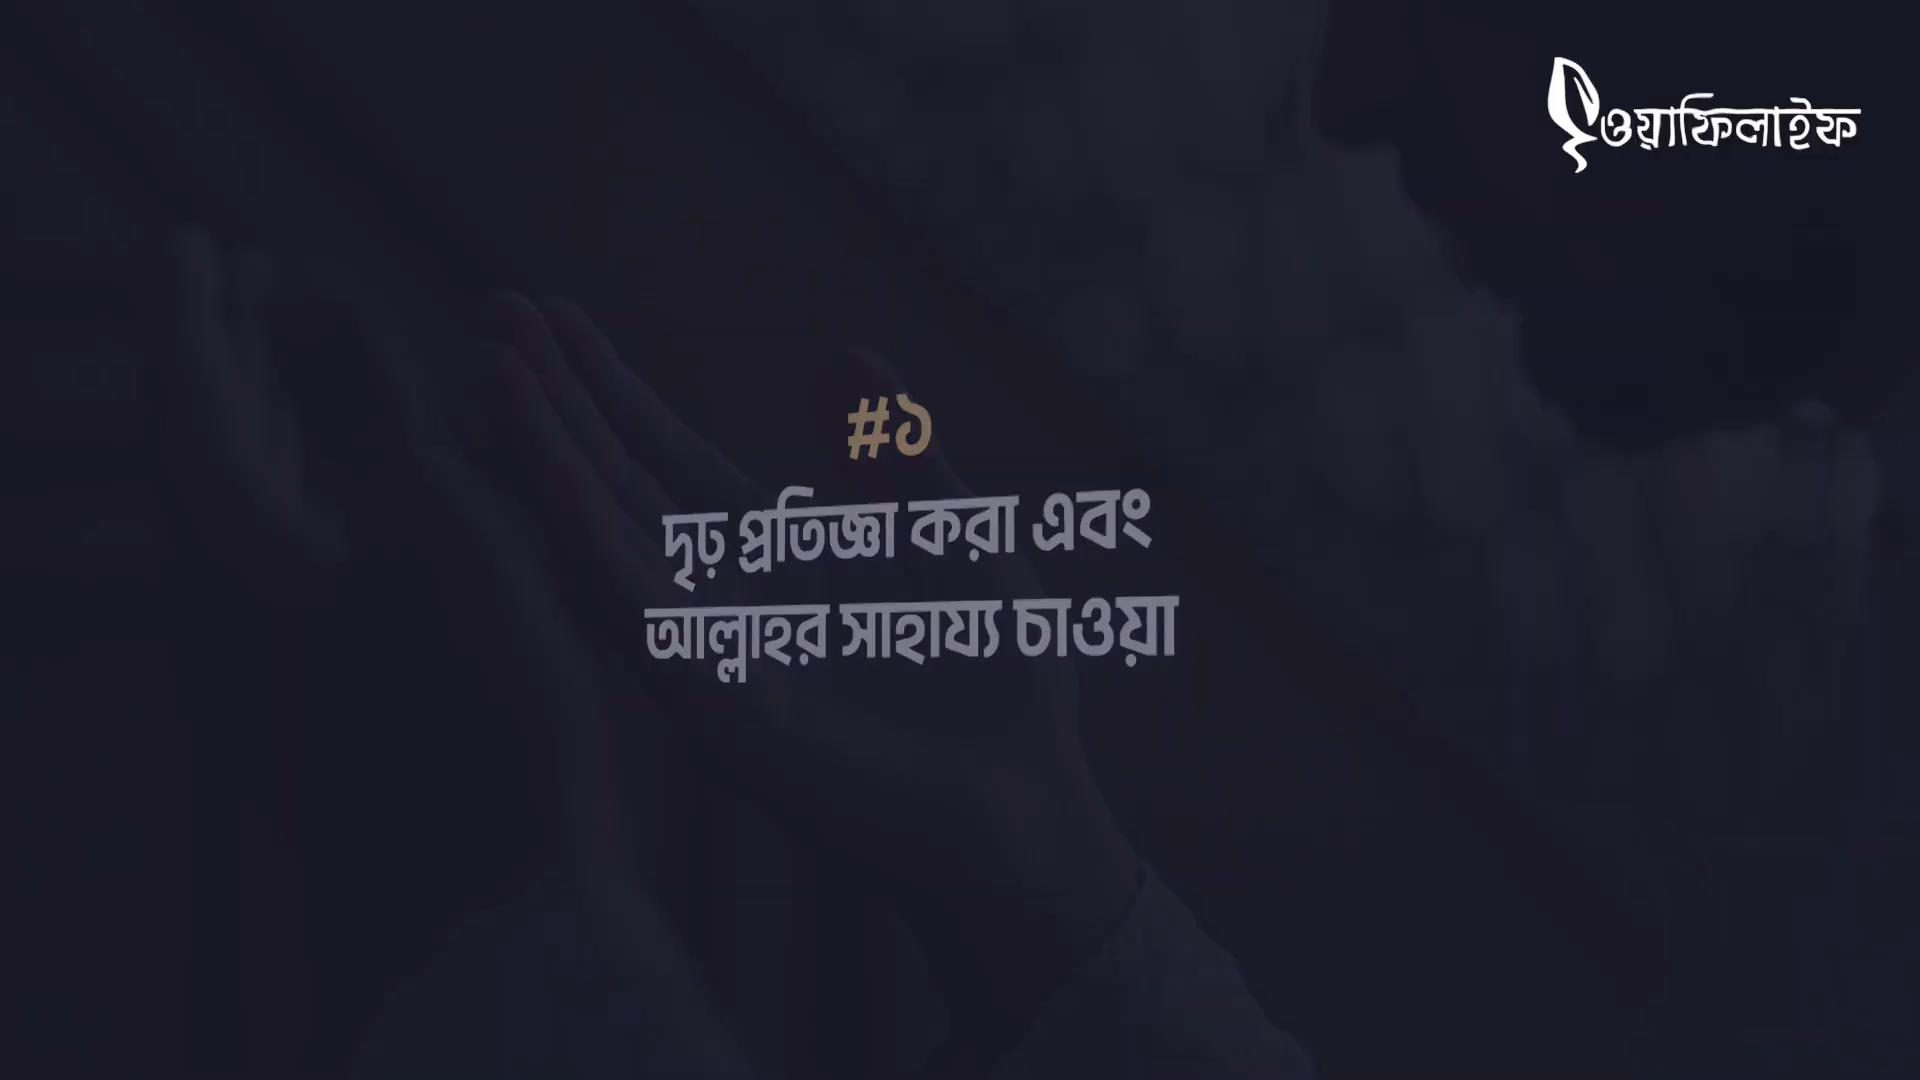 ওয়াফিলাইফ
#১
দৃঢ় প্রতিজ্ঞা করা এবং
আল্লাহর সাহায্য চাওয়া